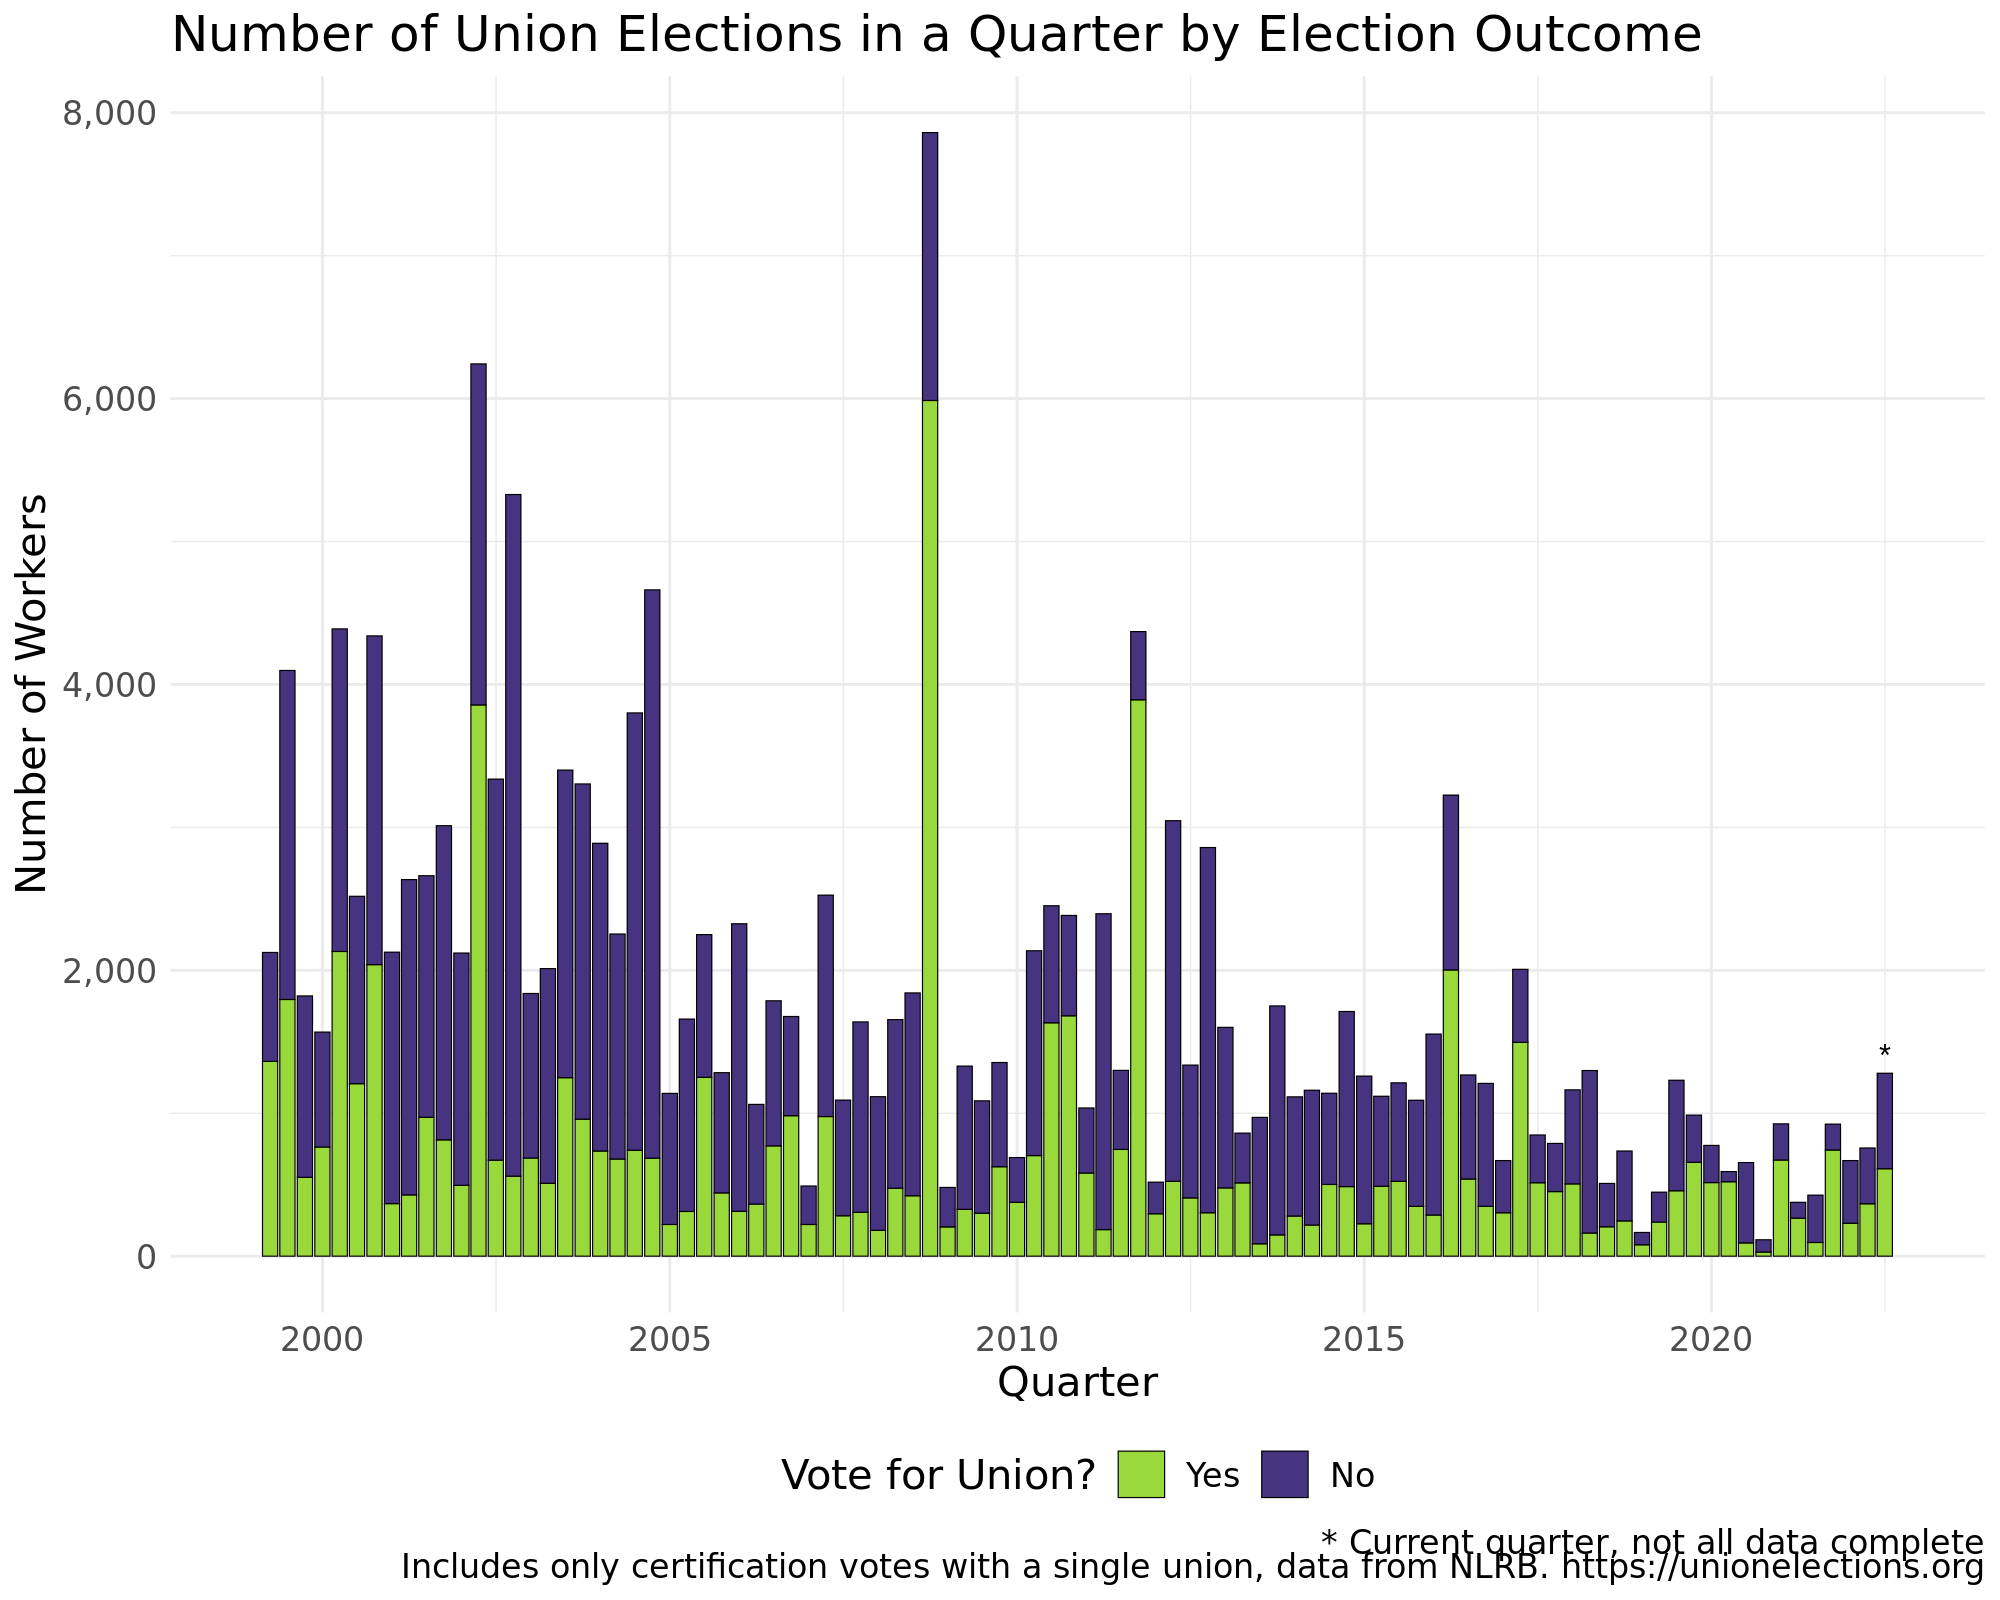 Number of Union Elections in a Quarter by Election Outcome
8,000
6,000
4,000
2,000
0
Number of Workers
*
2000 2005 2010 2015 2020
Quarter
Vote for Union? Yes No
* Current quarter, not all data complete
Includes only certification votes with a single union, data from NLRB. https://unionelections.org